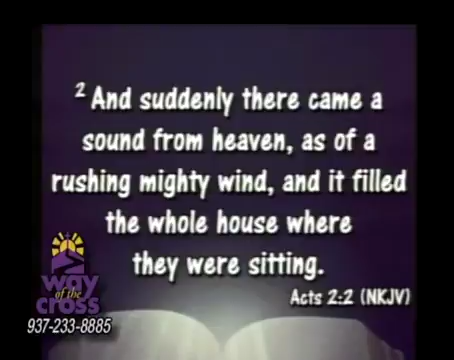 2 And suddenly there came a
sound from heaven, as of a
rushing mighty wind, and it filled
the whole house where
they were sitting.
Acts 2:2 (NKJV)
way
of the
cross
937-233-8885